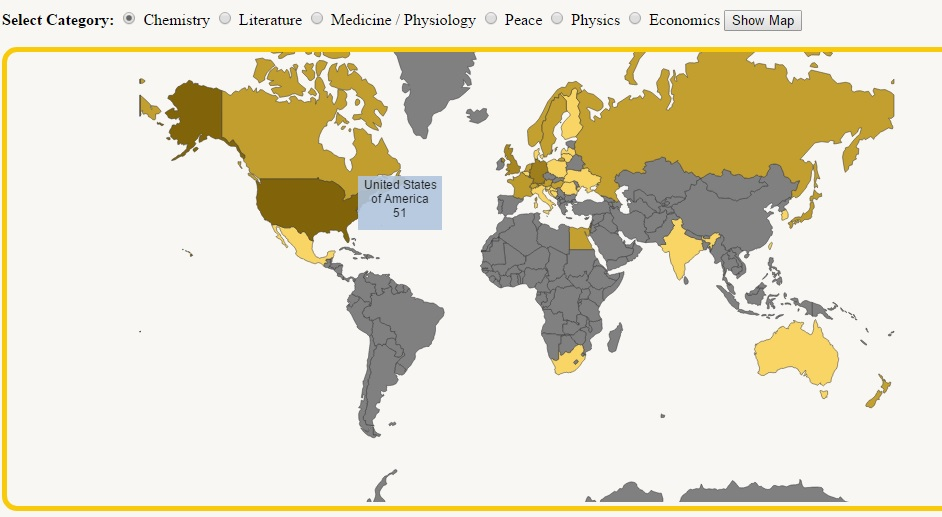 Select Category: Chemistry Literature Medicine / Physiology Peace Physics Economics Show Map
United States
of America
51